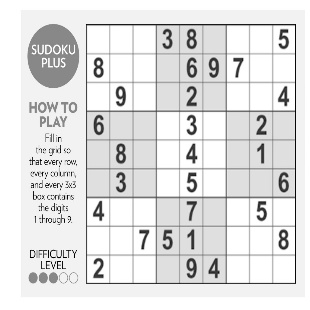 SUDOKU
PLUS
HOW TO
PLAY
Fill in
the grid so
that every row,
every column,
and every 3x3
box contains
the digits
1 through 9.
DIFFICULTY
LEVEL
3 8 5
8 6 9 7
9 2 4
6 3 2
8 4 1
3 5 6
4 7 5
7 5 1 8
2 9 4